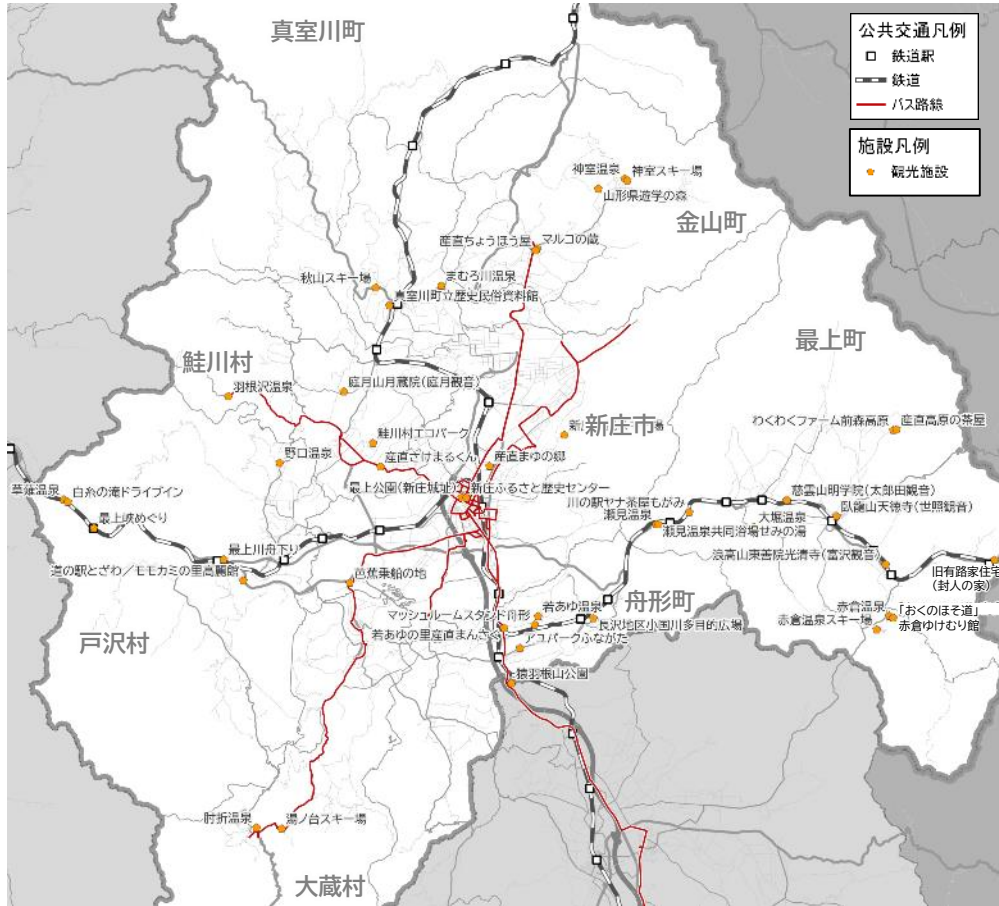 真室川町
公共交通凡例
鉄道駅
鉄道
バス路線
施設凡例
観光施設
神室温泉
神室スキー場
山形県遊学の森
金山町
産直ちょうほう屋
マルコの蔵
秋山スキー場
まむろ川温泉
真室川町立歴史民俗資料館
最上町
鮭川村
羽根沢温泉
庭月山月蔵院(庭月観音)
新庄市
わくわくファーム前森高原
産直高原の茶屋
鮭川村エコパーク
野口温泉
産直さけまるくん
産直まゆの郷
最上公園(新庄城址)
新庄ふるさと歴史センター
草薙温泉
白糸の滝ドライブイン
川の駅ヤナ茶屋もがみ
慈雲山明学院(太郎田観音)
瀬見温泉
大堀温泉
臥龍山天徳寺(世照観音)
最上峡めぐり
瀬見温泉共同浴場せみの湯
最上川舟下り
浪高山東善院光清寺(富沢観音)
道の駅とざわ/モモカミの里高麗館
芭蕉乗船の地
旧有路家住宅
(封人の家)
舟形町
マッシュルームスタンド舟形
若あゆ温泉
赤倉温泉
「おくのほそ道」
赤倉ゆけむり館
長沢地区小国川多目的広場
赤倉温泉スキー場
若あゆの里産直まんさく
アユパークふながた
戸沢村
猿羽根山公園
肘折温泉
湯ノ台スキー場
大蔵村